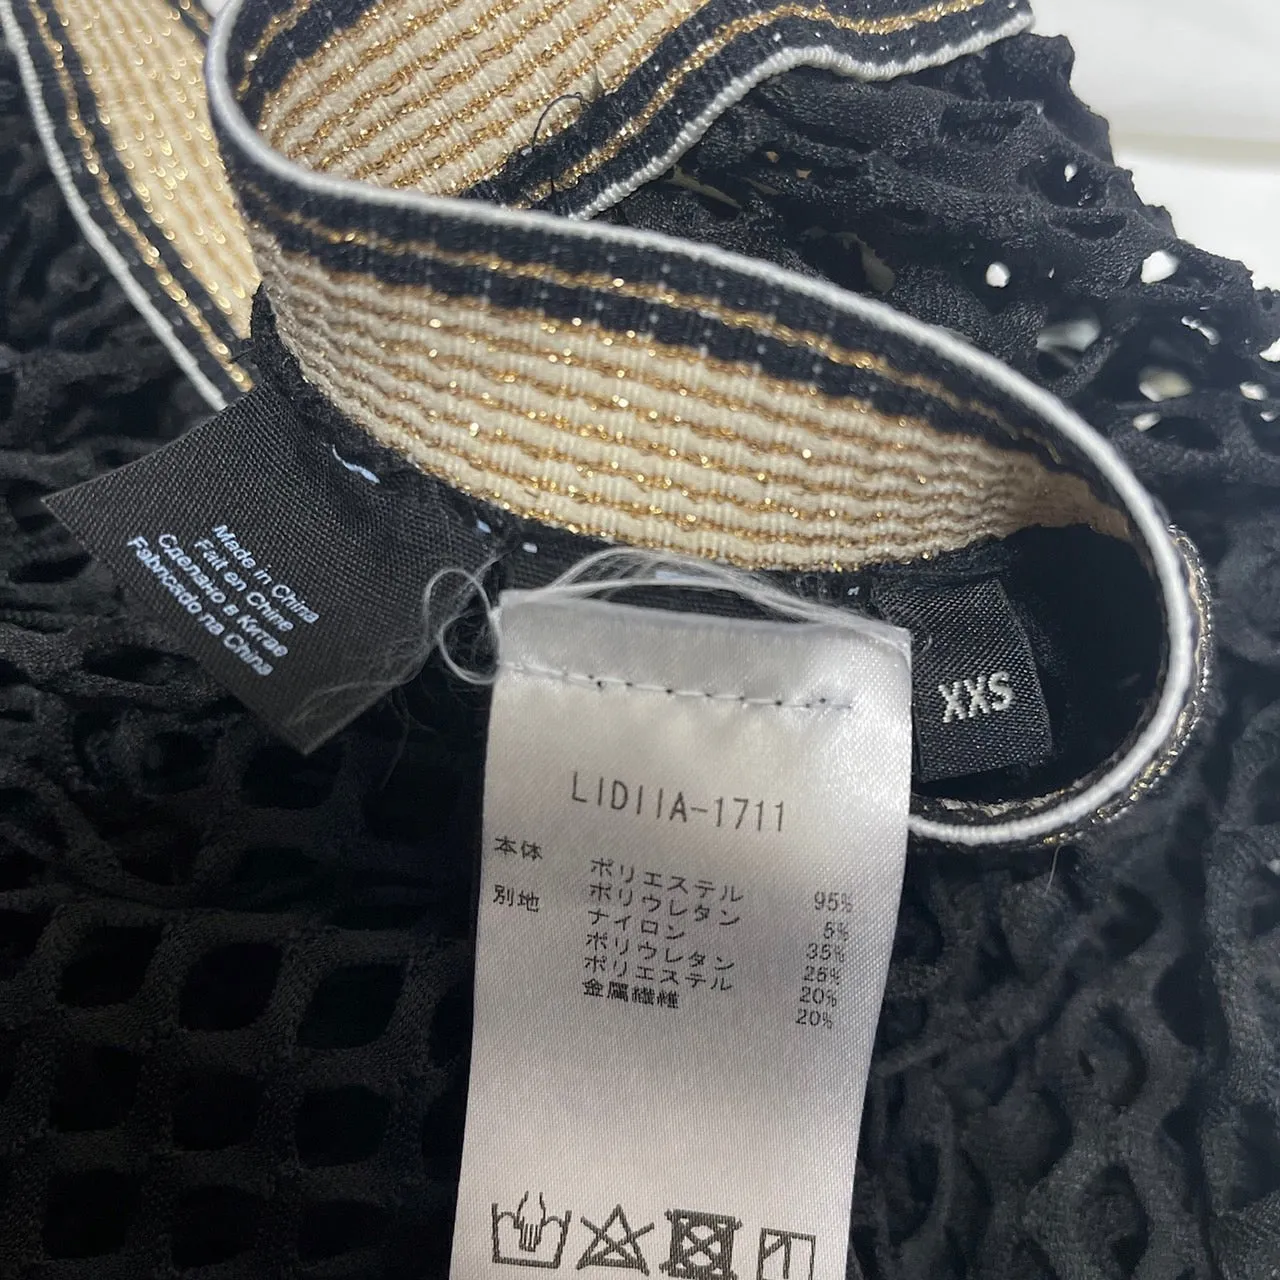 Made in China
Fait en Chine
Сделано в Китае
Fabricado na China
XXS
LIDIIA-1711
本体 ポリエステル 95%
ポリウレタン 5%
別地 ナイロン 35%
ポリウレタン 25%
ポリエステル 20%
金属繊維 20%